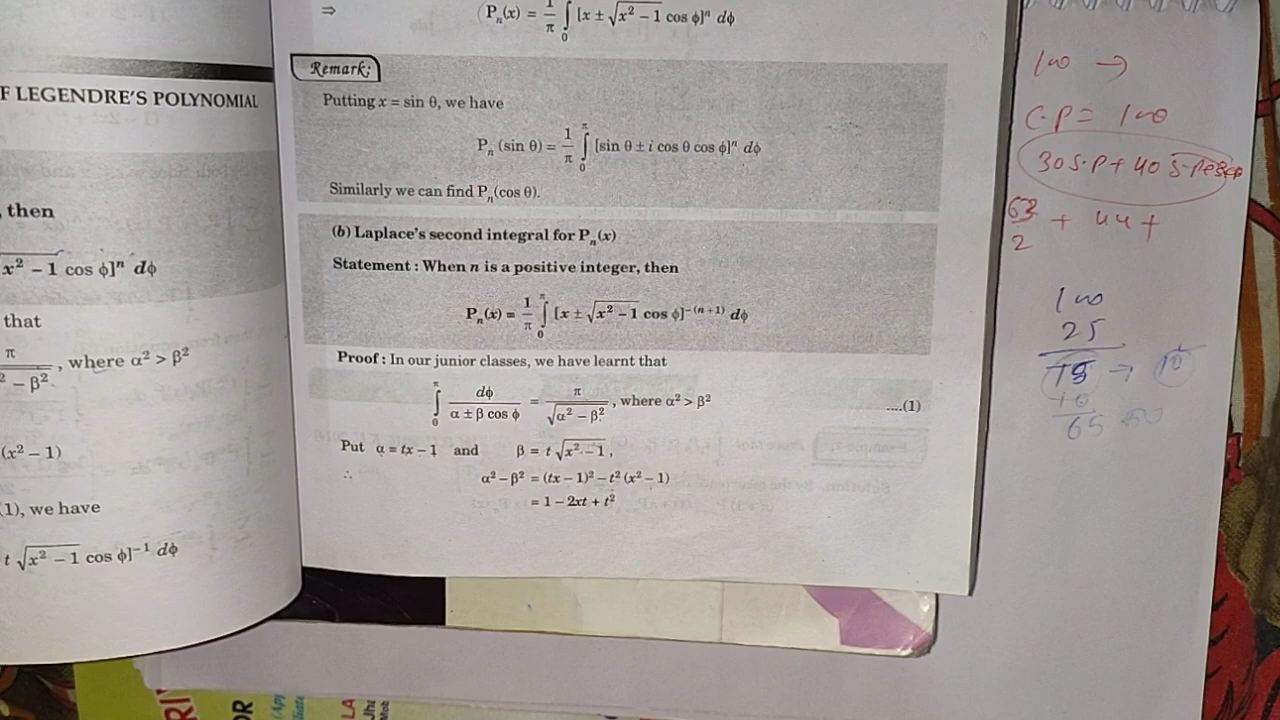 F LEGENDRE'S POLYNOMIAL
, then
x² – 1 cos ϕ]ⁿ dϕ
that
π
² – β² , where α² > β²
(x² – 1)
(1), we have
t √(x² – 1) cos ϕ]⁻¹ dϕ
⇒ Pₙ(x) = 1/π ∫₀ [x ± √(x² – 1) cos ϕ]ⁿ dϕ
Remark:
Putting x = sin θ, we have
Pₙ (sin θ) = 1/π ∫₀^π [sin θ ± i cos θ cos ϕ]ⁿ dϕ
Similarly we can find Pₙ(cos θ).
(b) Laplace's second integral for Pₙ(x)
Statement : When n is a positive integer, then
Pₙ(x) = 1/π ∫₀^π [x ± √(x² – 1) cos ϕ]^–(n + 1) dϕ
Proof : In our junior classes, we have learnt that
∫₀^π dϕ/(α ± β cos ϕ) = π/√(α² – β²) , where α² > β² ....(1)
Put α = tx – 1 and β = t √(x² – 1) ,
∴ α² – β² = (tx – 1)² – t² (x² – 1)
= 1 – 2xt + t²
100 →
C.P = 100
30 S.P + 40
63/2 + 44 +
100
25
10
65